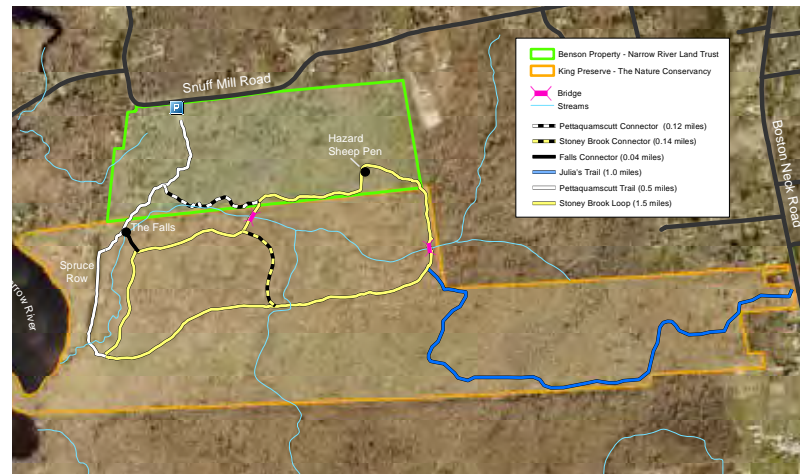 Snuff Mill Road
P
Hazard
Sheep Pen
The Falls
Spruce
Row
River
Boston Neck Road
Benson Property - Narrow River Land Trust
King Preserve - The Nature Conservancy
Bridge
Streams
Pettaquamscutt Connector (0.12 miles)
Stoney Brook Connector (0.14 miles)
Falls Connector (0.04 miles)
Julia's Trail (1.0 miles)
Pettaquamscutt Trail (0.5 miles)
Stoney Brook Loop (1.5 miles)